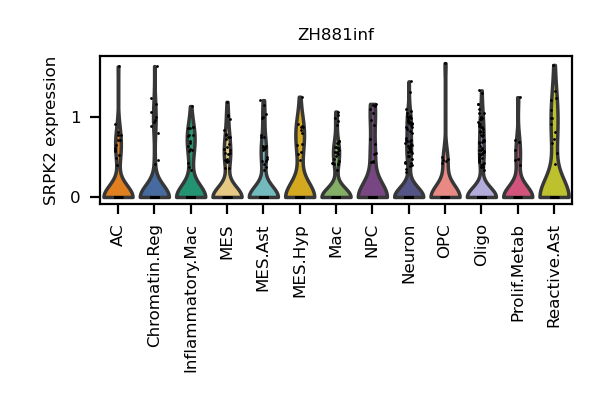 ZH881inf
SRPK2 expression
1
0
AC
Chromatin.Reg
Inflammatory.Mac
MES
MES.Ast
MES.Hyp
Mac
NPC
Neuron
OPC
Oligo
Prolif.Metab
Reactive.Ast